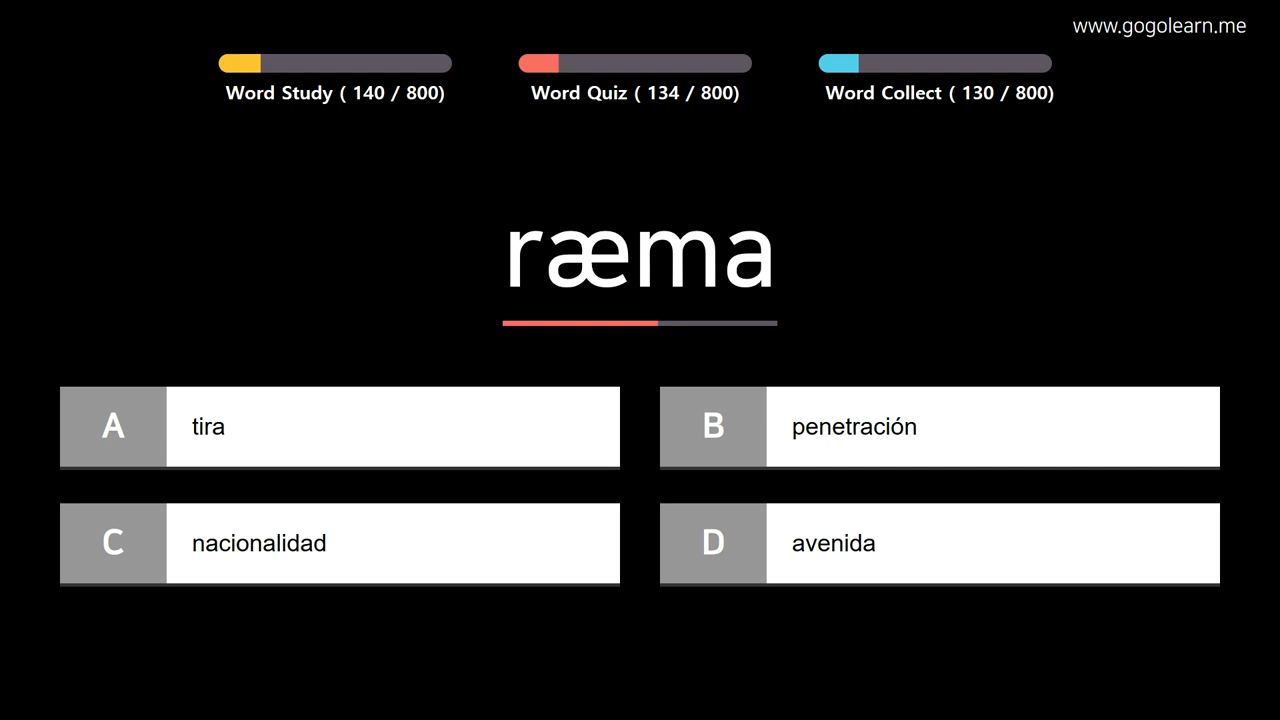 www.gogolearn.me
Word Study ( 140 / 800)
Word Quiz ( 134 / 800)
Word Collect ( 130 / 800)
ræma
A tira
B penetración
C nacionalidad
D avenida